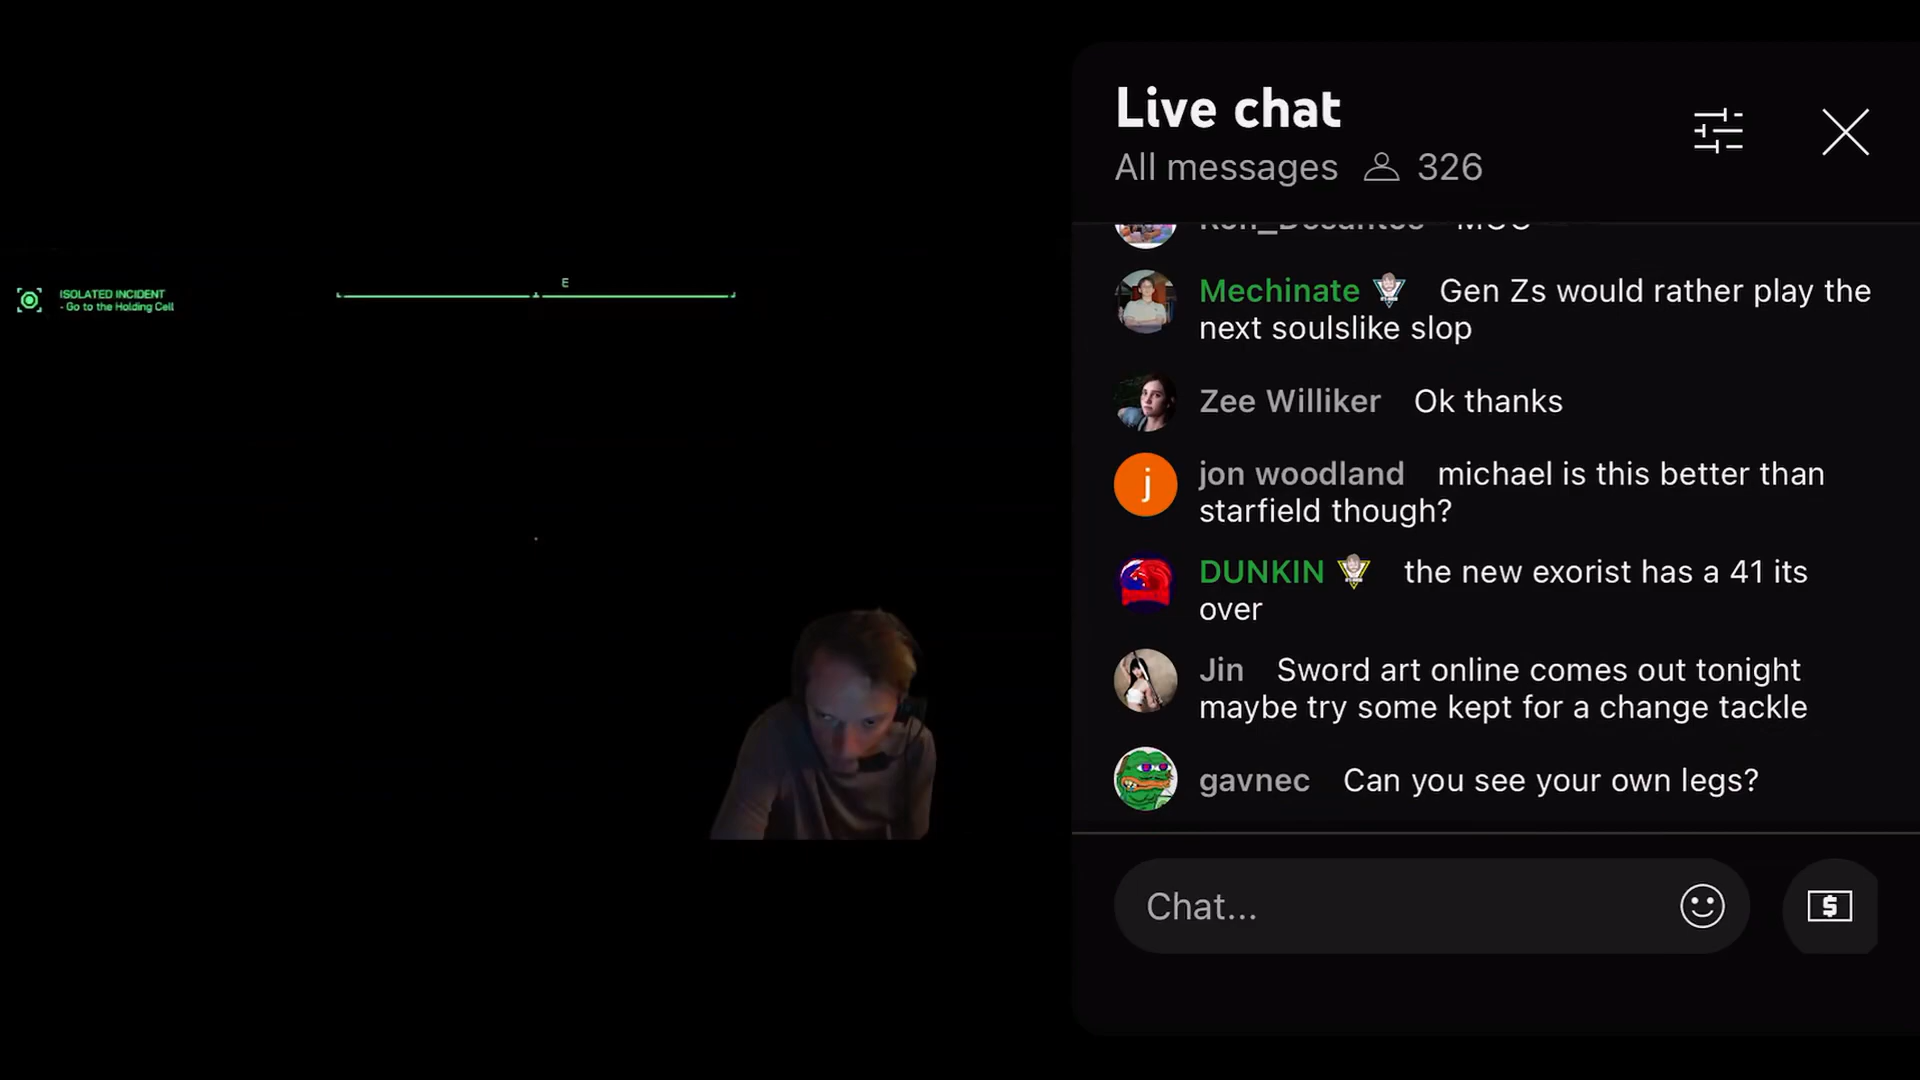 ISOLATED INCIDENT
- Go to the Holding Cell
E
Live chat
All messages 326
Mechinate Gen Zs would rather play the
next soulslike slop
Zee Williker Ok thanks
j
jon woodland michael is this better than
starfield though?
DUNKIN the new exorist has a 41 its
over
Jin Sword art online comes out tonight
maybe try some kept for a change tackle
gavnec Can you see your own legs?
Chat...
$